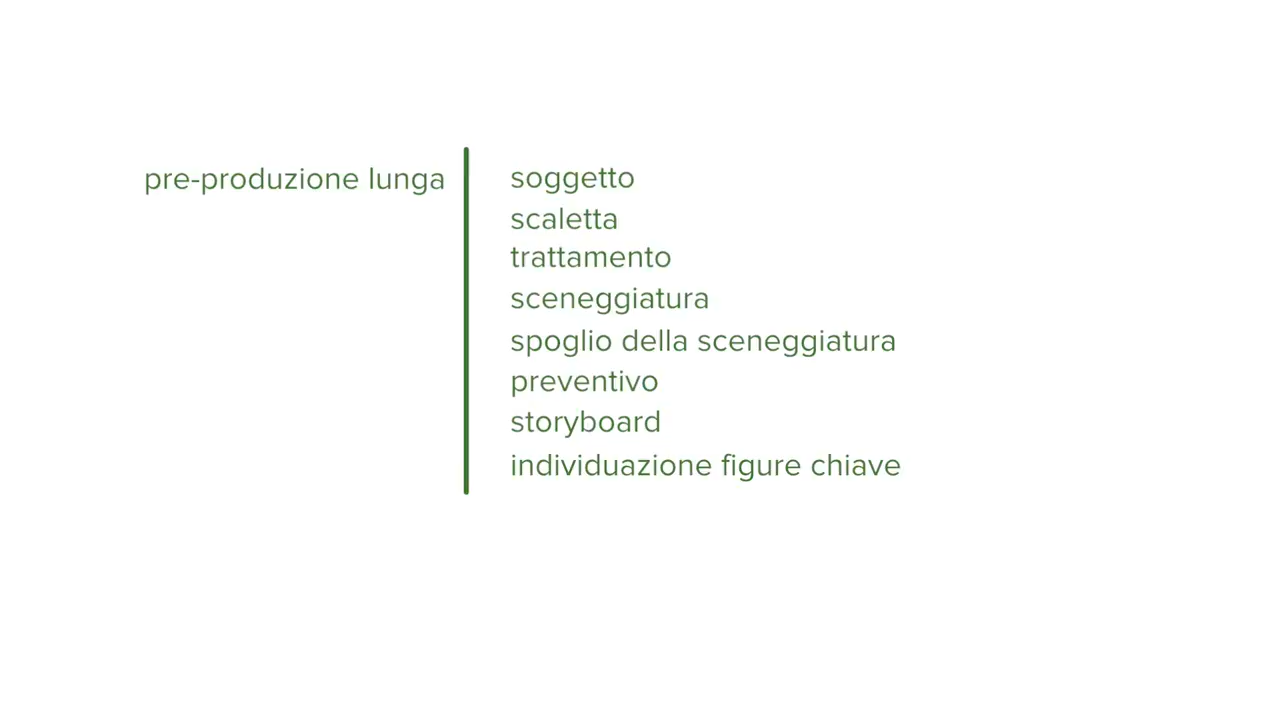 pre-produzione lunga
soggetto
scaletta
trattamento
sceneggiatura
spoglio della sceneggiatura
preventivo
storyboard
individuazione figure chiave